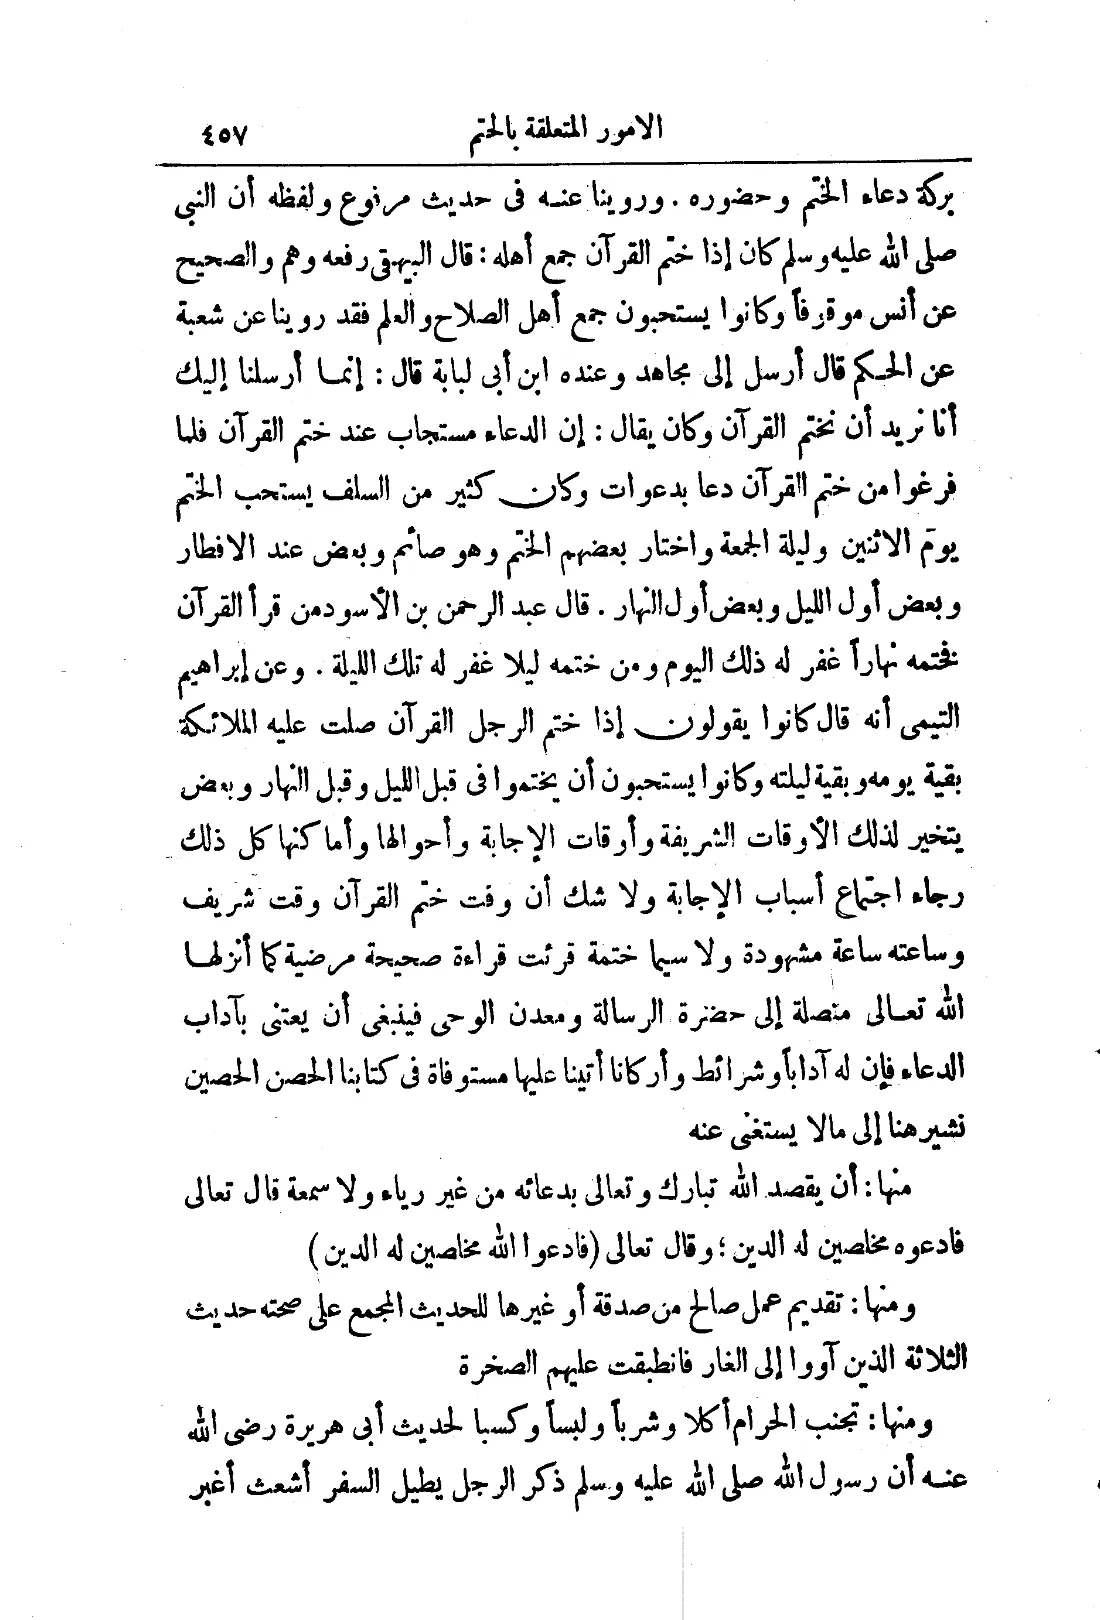 الامور المتعلقة بالختم ٤٥٧
بركة دعاء الختم وحضوره . وروينا عنه فى حديث مرفوع ولفظه أن النبى
صلى الله عليه وسلم كان إذا ختم القرآن جمع أهله : قال البيهقى رفعه وهم والصحيح
عن أنس موقوفاً وكانوا يستحبون جمع أهل الصلاح والعلم فقد روينا عن شعبة
عن الحكم قال أرسل إلى مجاهد وعنده ابن أبى لبابة قال : إنما أرسلنا إليك
أنا نريد أن نختم القرآن وكان يقال : إن الدعاء مستجاب عند ختم القرآن فلما
فرغوا من ختم القرآن دعا بدعوات وكان كثير من السلف يستحب الختم
يوم الاثنين وليلة الجمعة واختار بعضهم الختم وهو صائم وبعض عند الافطار
وبعض أول الليل وبعض أول النهار . قال عبد الرحمن بن الأسود من قرأ القرآن
فختمه نهاراً غفر له ذلك اليوم ومن ختمه ليلا غفر له تلك الليلة . وعن إبراهيم
التيمى أنه قال كانوا يقولون إذا ختم الرجل القرآن صلت عليه الملائكة
بقية يومه وبقية ليلته وكانوا يستحبون أن يختموا فى قبل الليل وقبل النهار وبعض
يتخير لذلك الأوقات الشريفة وأوقات الإجابة وأحوالها وأماكنها كل ذلك
رجاء اجتماع أسباب الإجابة ولا شك أن وقت ختم القرآن وقت شريف
وساعته ساعة مشهودة ولا سيما ختمة قرئت قراءة صحيحة مرضية كما أنزلها
الله تعالى متصلة إلى حضرة الرسالة ومعدن الوحى فينبغى أن يعتنى بآداب
الدعاء فإن له آداباً وشرائط وأركانا أتينا عليها مستوفاة فى كتابنا الحصن الحصين
نشير هنا إلى مالا يستغنى عنه
منها : أن يقصد الله تبارك وتعالى بدعائه من غير رياء ولا سمعة قال تعالى
فادعوه مخلصين له الدين ؛ وقال تعالى (فادعوا الله مخلصين له الدين)
ومنها : تقديم عمل صالح من صدقة أو غيرها للحديث المجمع على صحته حديث
الثلاثة الذين آووا إلى الغار فانطبقت عليهم الصخرة
ومنها : تجنب الحرام أكلا وشرباً ولبساً وكسبا لحديث أبى هريرة رضى الله
عنه أن رسول الله صلى الله عليه وسلم ذكر الرجل يطيل السفر أشعث أغبر